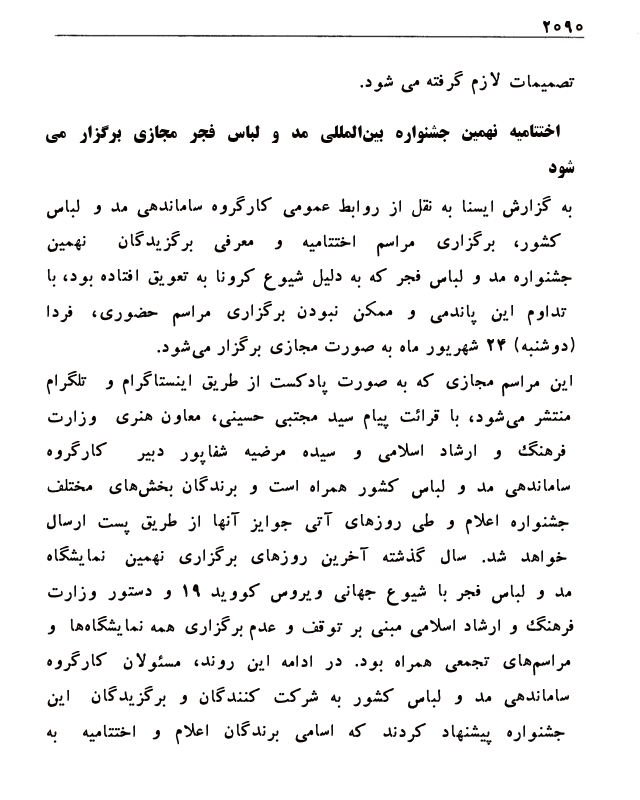 ۲۰۹۰
تصمیمات لازم گرفته می شود.
اختتامیه نهمین جشنواره بین‌المللی مد و لباس فجر مجازی برگزار می
شود
به گزارش ایسنا به نقل از روابط عمومی کارگروه ساماندهی مد و لباس
کشور، برگزاری مراسم اختتامیه و معرفی برگزیدگان نهمین
جشنواره مد و لباس فجر که به دلیل شیوع کرونا به تعویق افتاده بود، با
تداوم این پاندمی و ممکن نبودن برگزاری مراسم حضوری، فردا
(دوشنبه) ۲۴ شهریور ماه به صورت مجازی برگزار می‌شود.
این مراسم مجازی که به صورت پادکست از طریق اینستاگرام و تلگرام
منتشر می‌شود، با قرائت پیام سید مجتبی حسینی، معاون هنری وزارت
فرهنگ و ارشاد اسلامی و سیده مرضیه شفاپور دبیر کارگروه
ساماندهی مد و لباس کشور همراه است و برندگان بخش‌های مختلف
جشنواره اعلام و طی روزهای آتی جوایز آنها از طریق پست ارسال
خواهد شد. سال گذشته آخرین روزهای برگزاری نهمین نمایشگاه
مد و لباس فجر با شیوع جهانی ویروس کووید ۱۹ و دستور وزارت
فرهنگ و ارشاد اسلامی مبنی بر توقف و عدم برگزاری همه نمایشگاه‌ها و
مراسم‌های تجمعی همراه بود. در ادامه این روند، مسئولان کارگروه
ساماندهی مد و لباس کشور به شرکت کنندگان و برگزیدگان این
جشنواره پیشنهاد کردند که اسامی برندگان اعلام و اختتامیه به